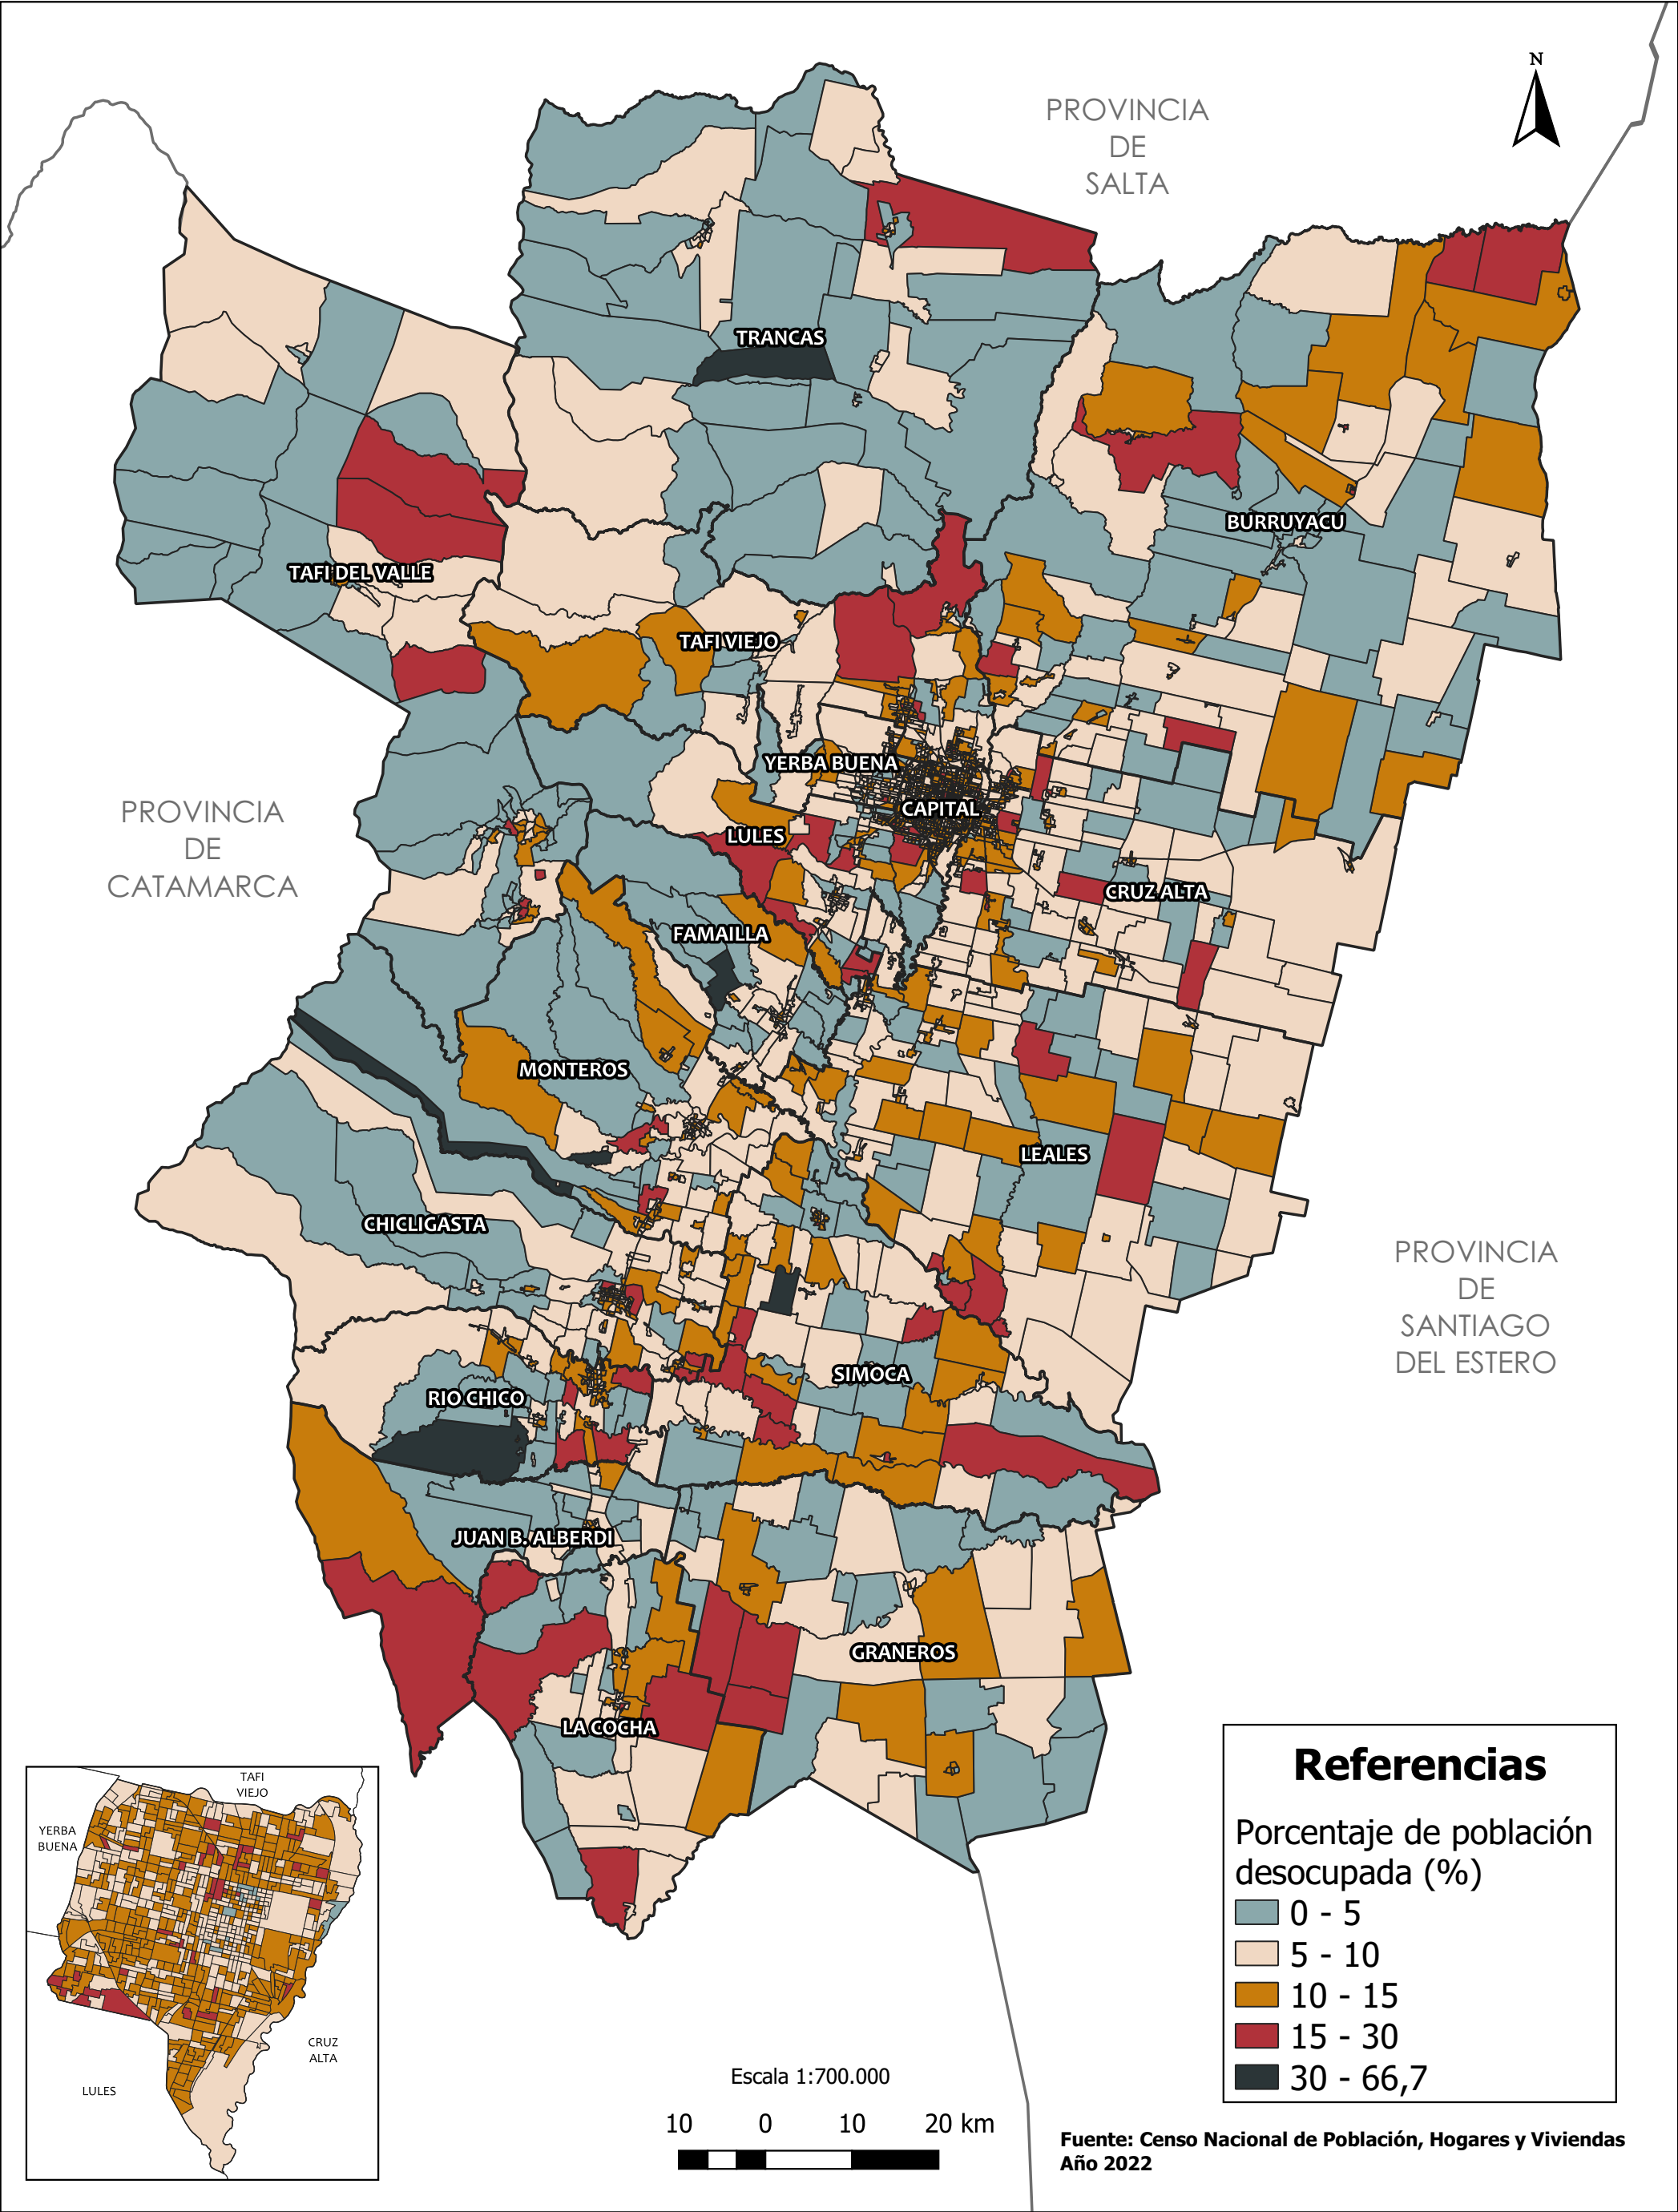 N
PROVINCIA
DE
SALTA
TRANCAS
BURRUYACU
TAFI DEL VALLE
TAFI VIEJO
YERBA BUENA
CAPITAL
LULES
PROVINCIA
DE
CATAMARCA
CRUZ ALTA
FAMAILLA
MONTEROS
LEALES
CHICLIGASTA
PROVINCIA
DE
SANTIAGO
DEL ESTERO
SIMOCA
RIO CHICO
JUAN B. ALBERDI
GRANEROS
LA COCHA
TAFI
VIEJO
YERBA
BUENA
CRUZ
ALTA
LULES
Referencias
Porcentaje de población
desocupada (%)
0 - 5
5 - 10
10 - 15
15 - 30
30 - 66,7
Escala 1:700.000
10 0 10 20 km
Fuente: Censo Nacional de Población, Hogares y Viviendas
Año 2022